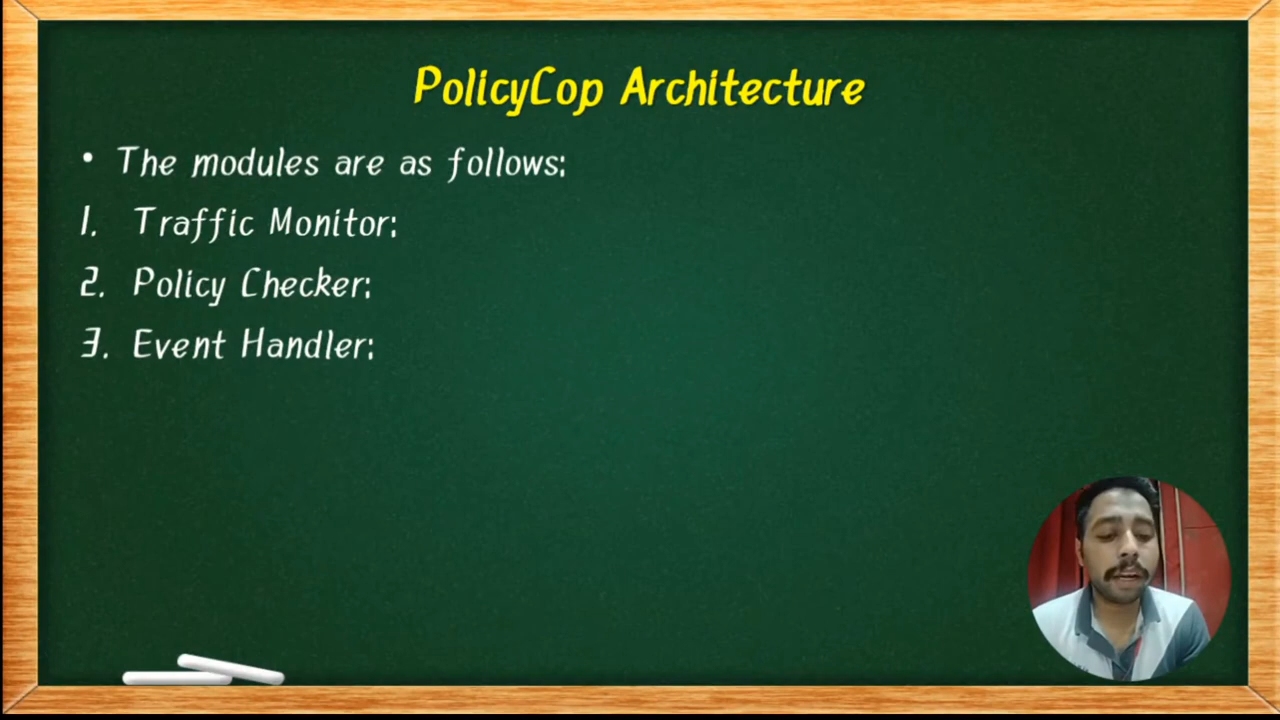 PolicyCop Architecture
• The modules are as follows:
1. Traffic Monitor:
2. Policy Checker:
3. Event Handler: